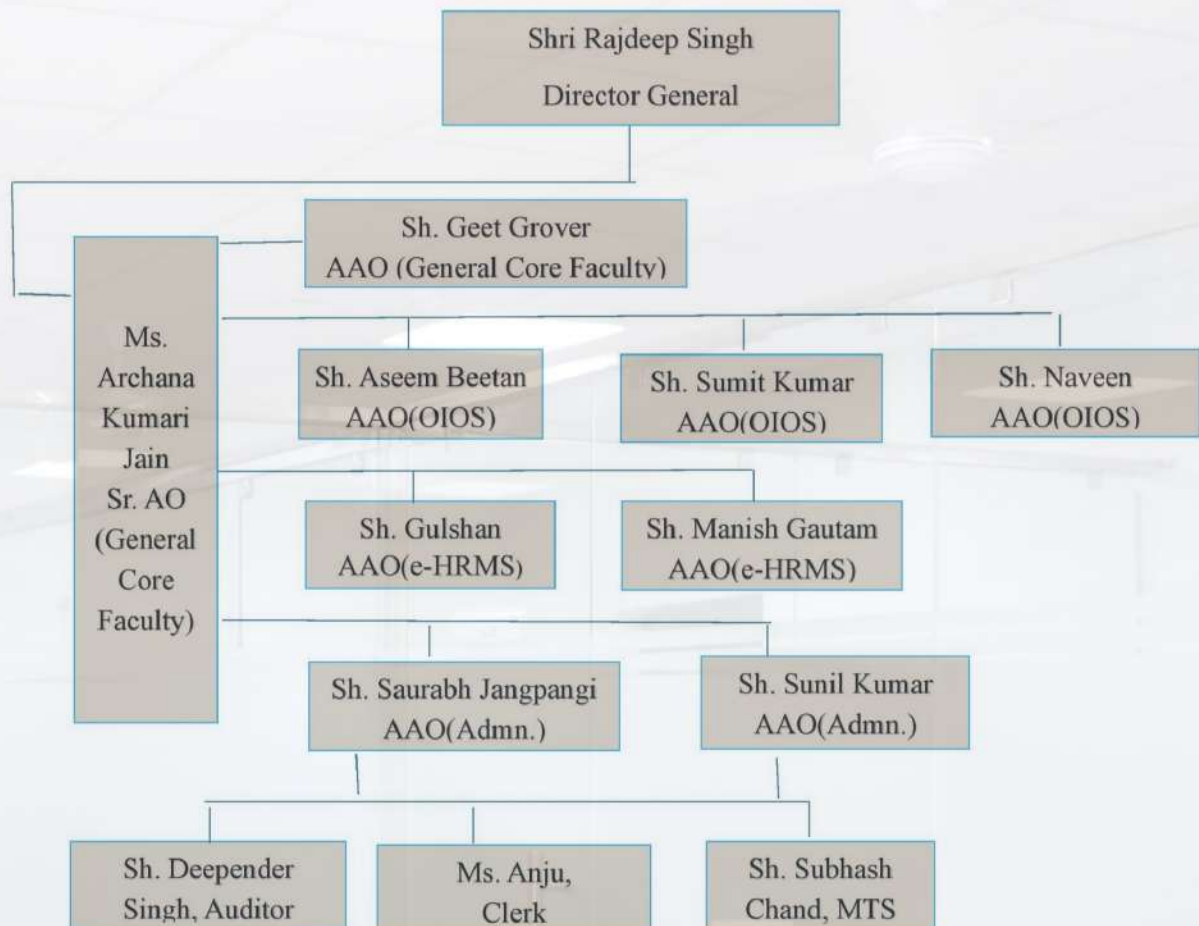 Shri Rajdeep Singh
Director General
Sh. Geet Grover
AAO (General Core Faculty)
Ms.
Archana
Kumari
Jain
Sr. AO
(General
Core
Faculty)
Sh. Aseem Beetan
AAO(OIOS)
Sh. Sumit Kumar
AAO(OIOS)
Sh. Naveen
AAO(OIOS)
Sh. Gulshan
AAO(e-HRMS)
Sh. Manish Gautam
AAO(e-HRMS)
Sh. Saurabh Jangpangi
AAO(Admn.)
Sh. Sunil Kumar
AAO(Admn.)
Sh. Deepender
Singh, Auditor
Ms. Anju,
Clerk
Sh. Subhash
Chand, MTS